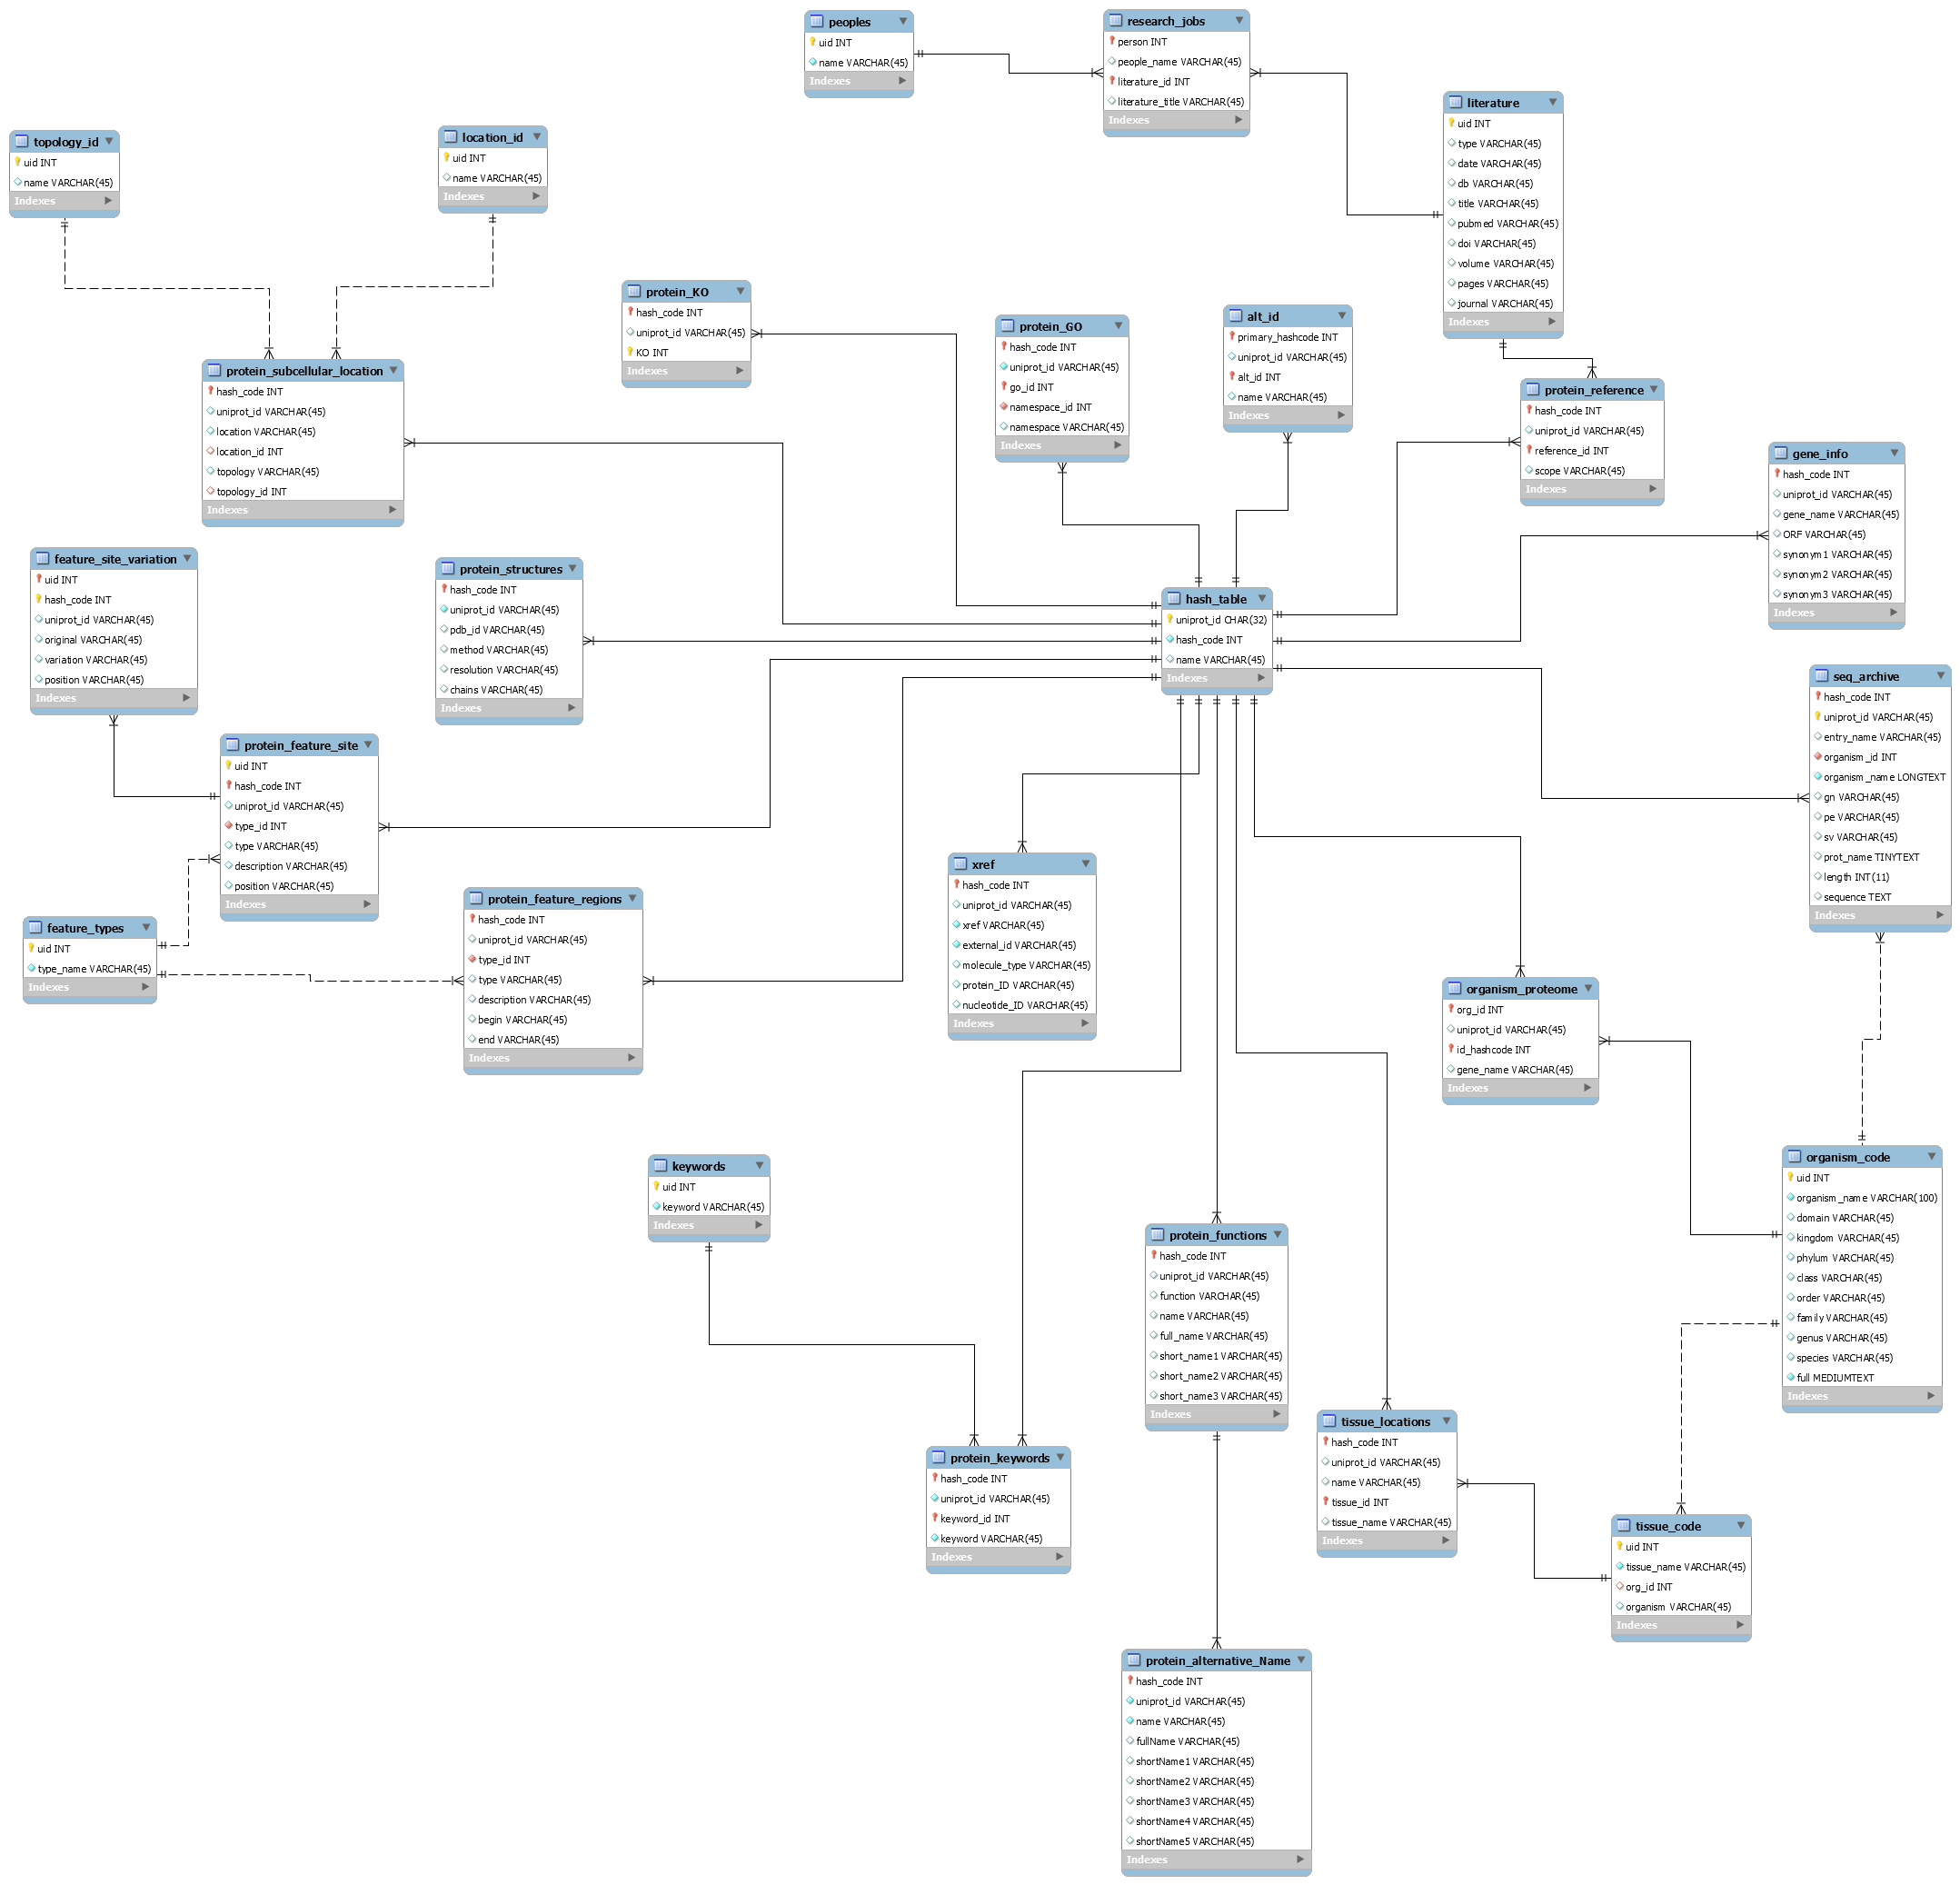 peoples
uid INT
name VARCHAR(45)
Indexes
research_jobs
person INT
people_name VARCHAR(45)
literature_id INT
literature_title VARCHAR(45)
Indexes
literature
uid INT
type VARCHAR(45)
date VARCHAR(45)
db VARCHAR(45)
title VARCHAR(45)
pubmed VARCHAR(45)
doi VARCHAR(45)
volume VARCHAR(45)
pages VARCHAR(45)
journal VARCHAR(45)
Indexes
topology_id
uid INT
name VARCHAR(45)
Indexes
location_id
uid INT
name VARCHAR(45)
Indexes
protein_KO
hash_code INT
uniprot_id VARCHAR(45)
KO INT
Indexes
protein_GO
hash_code INT
uniprot_id VARCHAR(45)
go_id INT
namespace_id INT
namespace VARCHAR(45)
Indexes
alt_id
primary_hashcode INT
uniprot_id VARCHAR(45)
alt_id INT
name VARCHAR(45)
Indexes
protein_subcellular_location
hash_code INT
uniprot_id VARCHAR(45)
location VARCHAR(45)
location_id INT
topology VARCHAR(45)
topology_id INT
Indexes
protein_reference
hash_code INT
uniprot_id VARCHAR(45)
reference_id INT
scope VARCHAR(45)
Indexes
gene_info
hash_code INT
uniprot_id VARCHAR(45)
gene_name VARCHAR(45)
ORF VARCHAR(45)
synonym1 VARCHAR(45)
synonym2 VARCHAR(45)
synonym3 VARCHAR(45)
Indexes
feature_site_variation
uid INT
hash_code INT
uniprot_id VARCHAR(45)
original VARCHAR(45)
variation VARCHAR(45)
position VARCHAR(45)
Indexes
protein_structures
hash_code INT
uniprot_id VARCHAR(45)
pdb_id VARCHAR(45)
method VARCHAR(45)
resolution VARCHAR(45)
chains VARCHAR(45)
Indexes
hash_table
uniprot_id CHAR(32)
hash_code INT
name VARCHAR(45)
Indexes
seq_archive
hash_code INT
uniprot_id VARCHAR(45)
entry_name VARCHAR(45)
organism_id INT
organism_name LONGTEXT
gn VARCHAR(45)
pe VARCHAR(45)
sv VARCHAR(45)
prot_name TINYTEXT
length INT(11)
sequence TEXT
Indexes
protein_feature_site
uid INT
hash_code INT
uniprot_id VARCHAR(45)
type_id INT
type VARCHAR(45)
description VARCHAR(45)
position VARCHAR(45)
Indexes
feature_types
uid INT
type_name VARCHAR(45)
Indexes
protein_feature_regions
hash_code INT
uniprot_id VARCHAR(45)
type_id INT
type VARCHAR(45)
description VARCHAR(45)
begin VARCHAR(45)
end VARCHAR(45)
Indexes
xref
hash_code INT
uniprot_id VARCHAR(45)
xref VARCHAR(45)
external_id VARCHAR(45)
molecule_type VARCHAR(45)
protein_ID VARCHAR(45)
nucleotide_ID VARCHAR(45)
Indexes
organism_proteome
org_id INT
uniprot_id VARCHAR(45)
id_hashcode INT
gene_name VARCHAR(45)
Indexes
organism_code
uid INT
organism_name VARCHAR(100)
domain VARCHAR(45)
kingdom VARCHAR(45)
phylum VARCHAR(45)
class VARCHAR(45)
order VARCHAR(45)
family VARCHAR(45)
genus VARCHAR(45)
species VARCHAR(45)
full MEDIUMTEXT
Indexes
keywords
uid INT
keyword VARCHAR(45)
Indexes
protein_functions
hash_code INT
uniprot_id VARCHAR(45)
function VARCHAR(45)
name VARCHAR(45)
full_name VARCHAR(45)
short_name1 VARCHAR(45)
short_name2 VARCHAR(45)
short_name3 VARCHAR(45)
Indexes
tissue_locations
hash_code INT
uniprot_id VARCHAR(45)
name VARCHAR(45)
tissue_id INT
tissue_name VARCHAR(45)
Indexes
protein_keywords
hash_code INT
uniprot_id VARCHAR(45)
keyword_id INT
keyword VARCHAR(45)
Indexes
tissue_code
uid INT
tissue_name VARCHAR(45)
org_id INT
organism VARCHAR(45)
Indexes
protein_alternative_Name
hash_code INT
uniprot_id VARCHAR(45)
name VARCHAR(45)
fullName VARCHAR(45)
shortName1 VARCHAR(45)
shortName2 VARCHAR(45)
shortName3 VARCHAR(45)
shortName4 VARCHAR(45)
shortName5 VARCHAR(45)
Indexes